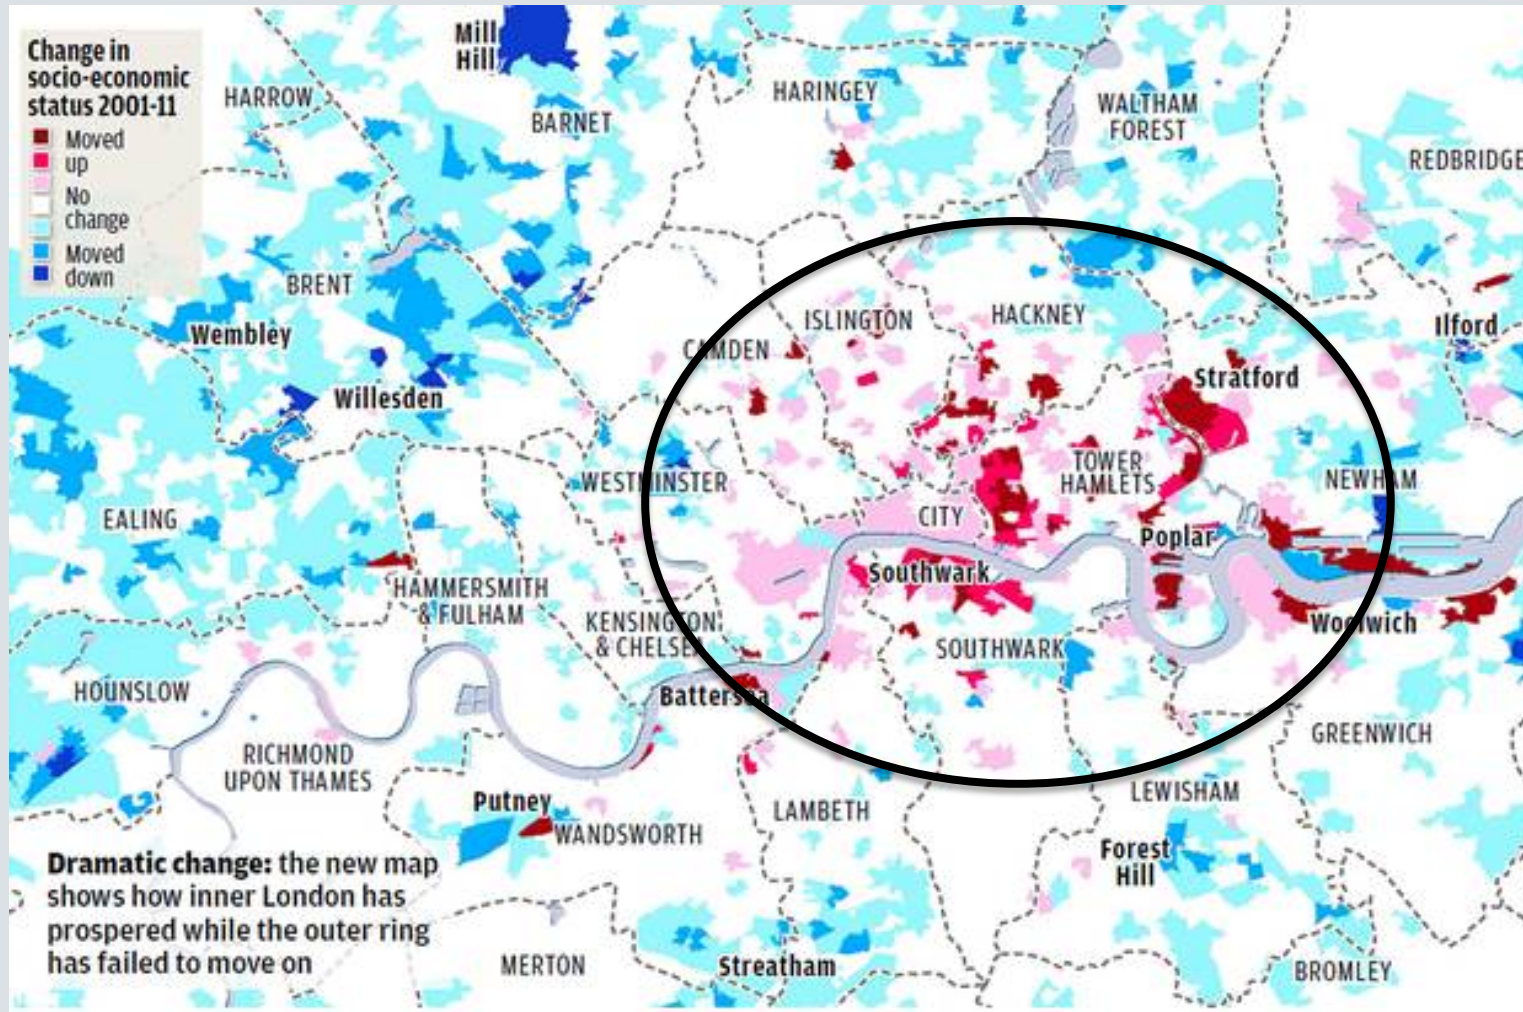 Change in
socio-economic
status 2001-11
Moved
up
No
change
Moved
down
Mill
Hill
HARROW
BARNET
HARINGEY
WALTHAM
FOREST
REDBRIDGE
BRENT
Wembley
Willesden
CAMDEN
ISLINGTON
HACKNEY
Ilford
Stratford
WESTMINSTER
TOWER
HAMLETS
NEWHAM
EALING
CITY
Poplar
HAMMERSMITH
& FULHAM
KENSINGTON
& CHELSEA
Southwark
SOUTHWARK
Woolwich
HOUNSLOW
Battersea
RICHMOND
UPON THAMES
GREENWICH
Putney
WANDSWORTH
LAMBETH
LEWISHAM
Forest
Hill
Dramatic change: the new map
shows how inner London has
prospered while the outer ring
has failed to move on
MERTON
Streatham
BROMLEY